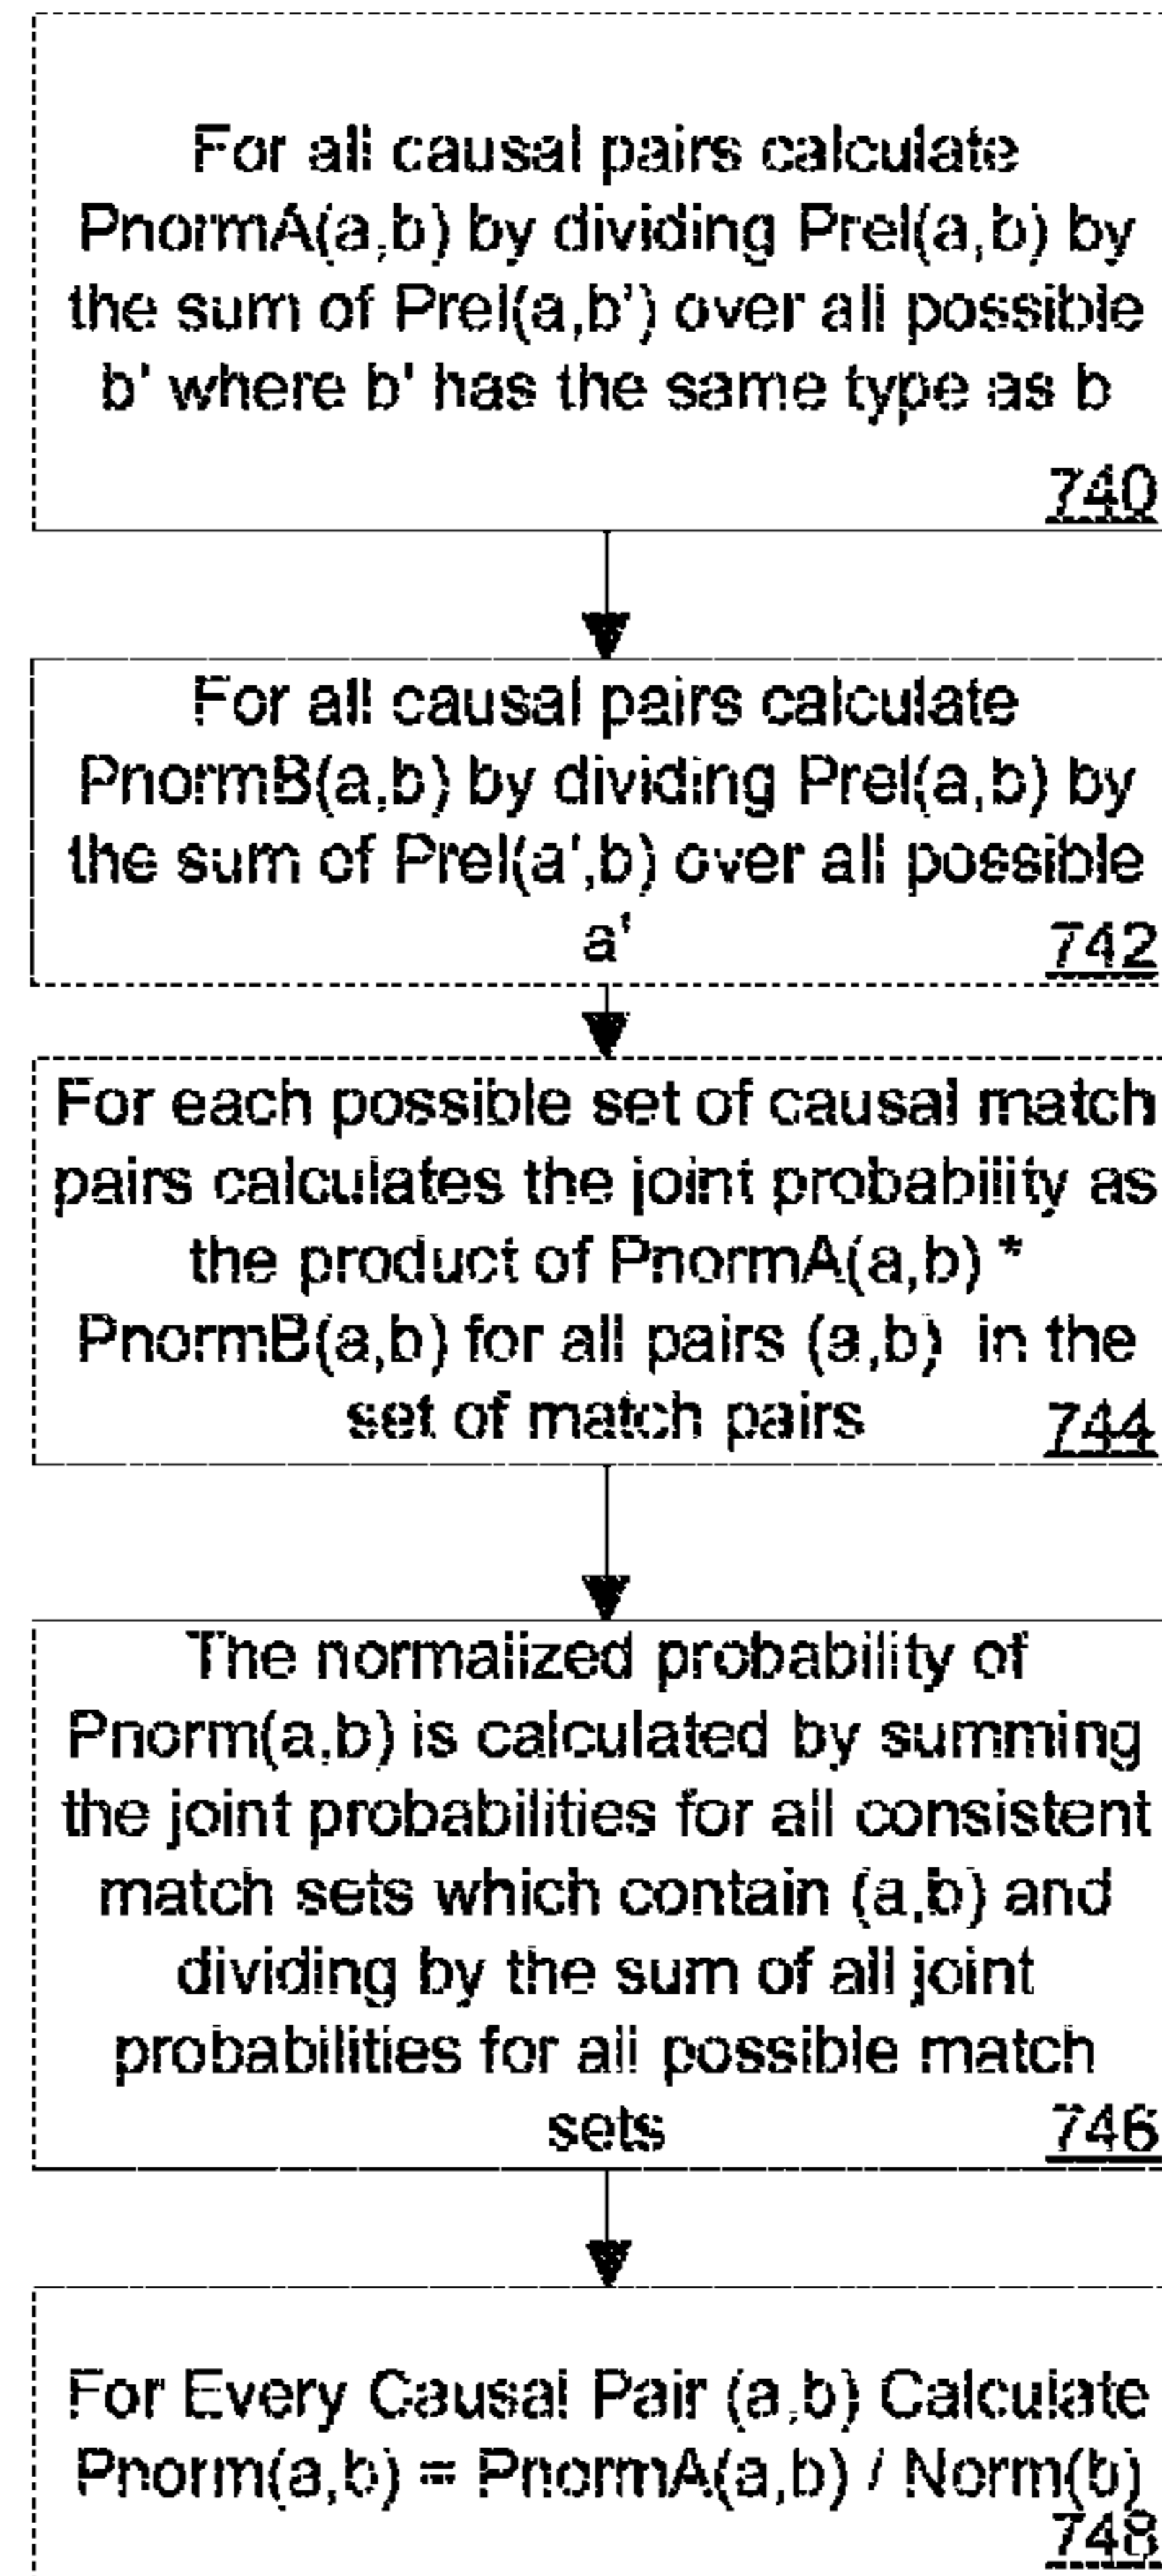 For all causal pairs calculate
PnormA(a,b) by dividing Prel(a,b) by
the sum of Prel(a,b') over all possible
b' where b' has the same type as b
740
For all causal pairs calculate
PnormB(a,b) by dividing Prel(a,b) by
the sum of Prel(a',b) over all possible
a'
742
For each possible set of causal match
pairs calculates the joint probability as
the product of PnormA(a,b) *
PnormB(a,b) for all pairs (a,b) in the
set of match pairs
744
The normalized probability of
Pnorm(a,b) is calculated by summing
the joint probabilities for all consistent
match sets which contain (a,b) and
dividing by the sum of all joint
probabilities for all possible match
sets
746
For Every Causal Pair (a,b) Calculate
Pnorm(a,b) = PnormA(a,b) / Norm(b)
748